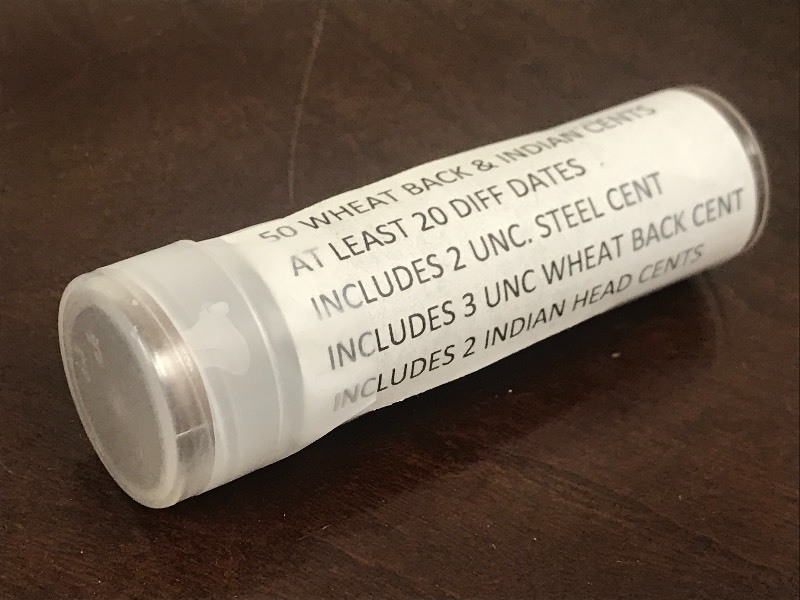 50 WHEAT BACK & INDIAN CENTS
AT LEAST 20 DIFF DATES
INCLUDES 2 UNC. STEEL CENT
INCLUDES 3 UNC WHEAT BACK CENT
INCLUDES 2 INDIAN HEAD CENTS